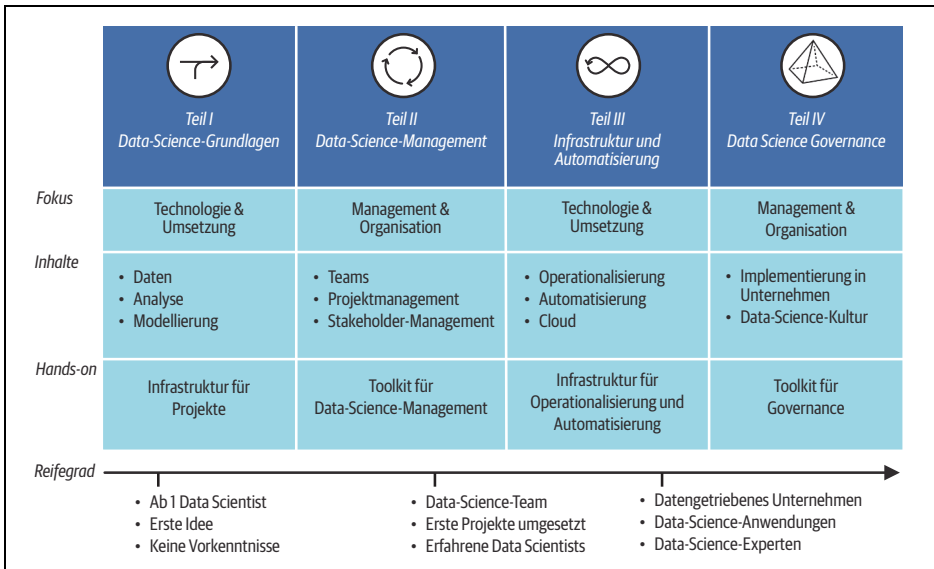 Teil I
Data-Science-Grundlagen
Teil II
Data-Science-Management
Teil III
Infrastruktur und
Automatisierung
Teil IV
Data Science Governance
Fokus
Technologie &
Umsetzung
Management &
Organisation
Technologie &
Umsetzung
Management &
Organisation
Inhalte
• Daten
• Analyse
• Modellierung
• Teams
• Projektmanagement
• Stakeholder-Management
• Operationalisierung
• Automatisierung
• Cloud
• Implementierung in
Unternehmen
• Data-Science-Kultur
Hands-on
Infrastruktur für
Projekte
Toolkit für
Data-Science-Management
Infrastruktur für
Operationalisierung und
Automatisierung
Toolkit für
Governance
Reifegrad
• Ab 1 Data Scientist
• Erste Idee
• Keine Vorkenntnisse
• Data-Science-Team
• Erste Projekte umgesetzt
• Erfahrene Data Scientists
• Datengetriebenes Unternehmen
• Data-Science-Anwendungen
• Data-Science-Experten